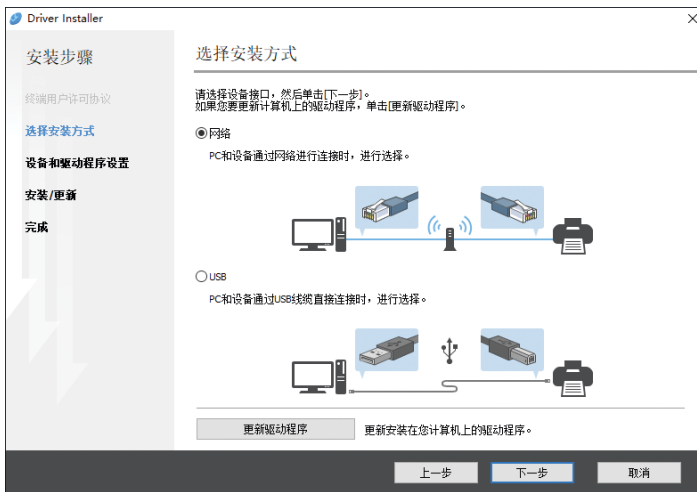 Driver Installer
安装步骤
终端用户许可协议
选择安装方式
设备和驱动程序设置
安装/更新
完成
选择安装方式
请选择设备接口，然后单击[下一步]。
如果您要更新计算机上的驱动程序，单击[更新驱动程序]。
网络
PC和设备通过网络进行连接时，进行选择。
USB
PC和设备通过USB线缆直接连接时，进行选择。
更新驱动程序
更新安装在您计算机上的驱动程序。
上一步
下一步
取消